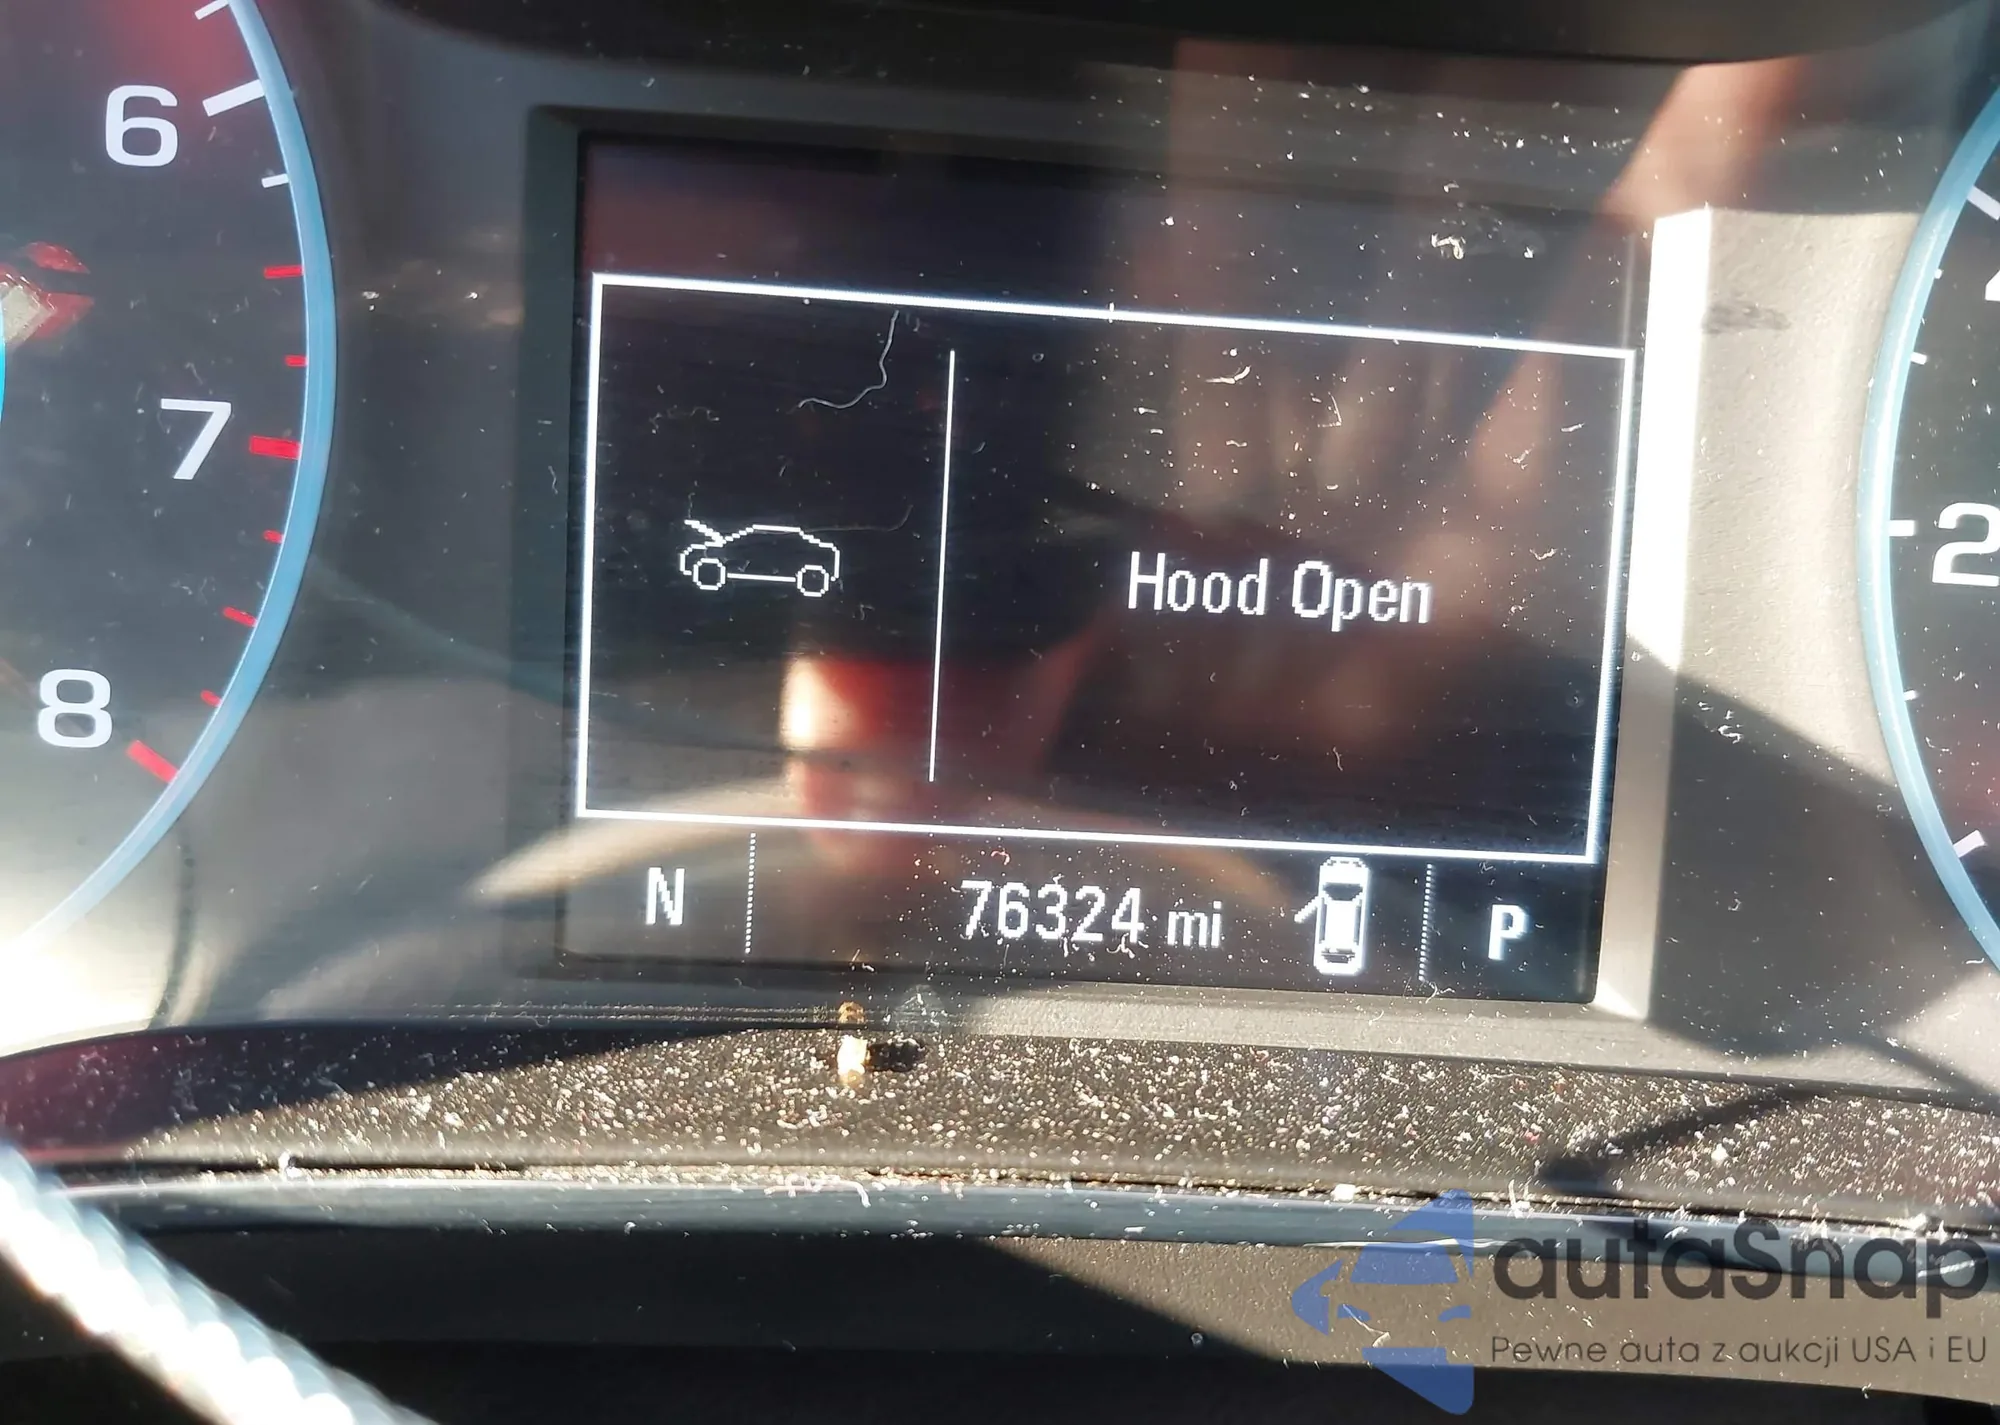 6
7
8
Hood Open
N
76324 mi
P
2
autaSnap
Pewne auta z aukcji USA i EU